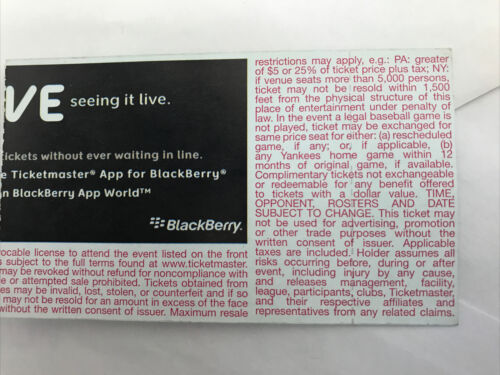 VE seeing it live.
tickets without ever waiting in line.
e Ticketmaster® App for BlackBerry®
n BlackBerry App World™
BlackBerry.
ocable license to attend the event listed on the front
s subject to the full terms found at www.ticketmaster.
may be revoked without refund for noncompliance with
le or attempted sale prohibited. Tickets obtained from
es may be invalid, lost, stolen, or counterfeit and if so
may not be resold for an amount in excess of the face
without the written consent of issuer. Maximum resale
restrictions may apply, e.g.: PA: greater
of $5 or 25% of ticket price plus tax; NY:
if venue seats more than 5,000 persons,
ticket may not be resold within 1,500
feet from the physical structure of this
place of entertainment under penalty of
law. In the event a legal baseball game is
not played, ticket may be exchanged for
same price seat for either: (a) rescheduled
game, if any; or, if applicable, (b)
any Yankees home game within 12
months of original game, if available.
Complimentary tickets not exchangeable
or redeemable for any benefit offered
to tickets with a dollar value. TIME,
OPPONENT, ROSTERS AND DATE
SUBJECT TO CHANGE. This ticket may
not be used for advertising, promotion
or other trade purposes without the
written consent of issuer. Applicable
taxes are included. Holder assumes all
risks occurring before, during or after
event, including injury by any cause,
and releases management, facility,
league, participants, clubs, Ticketmaster,
and their respective affiliates and
representatives from any related claims.